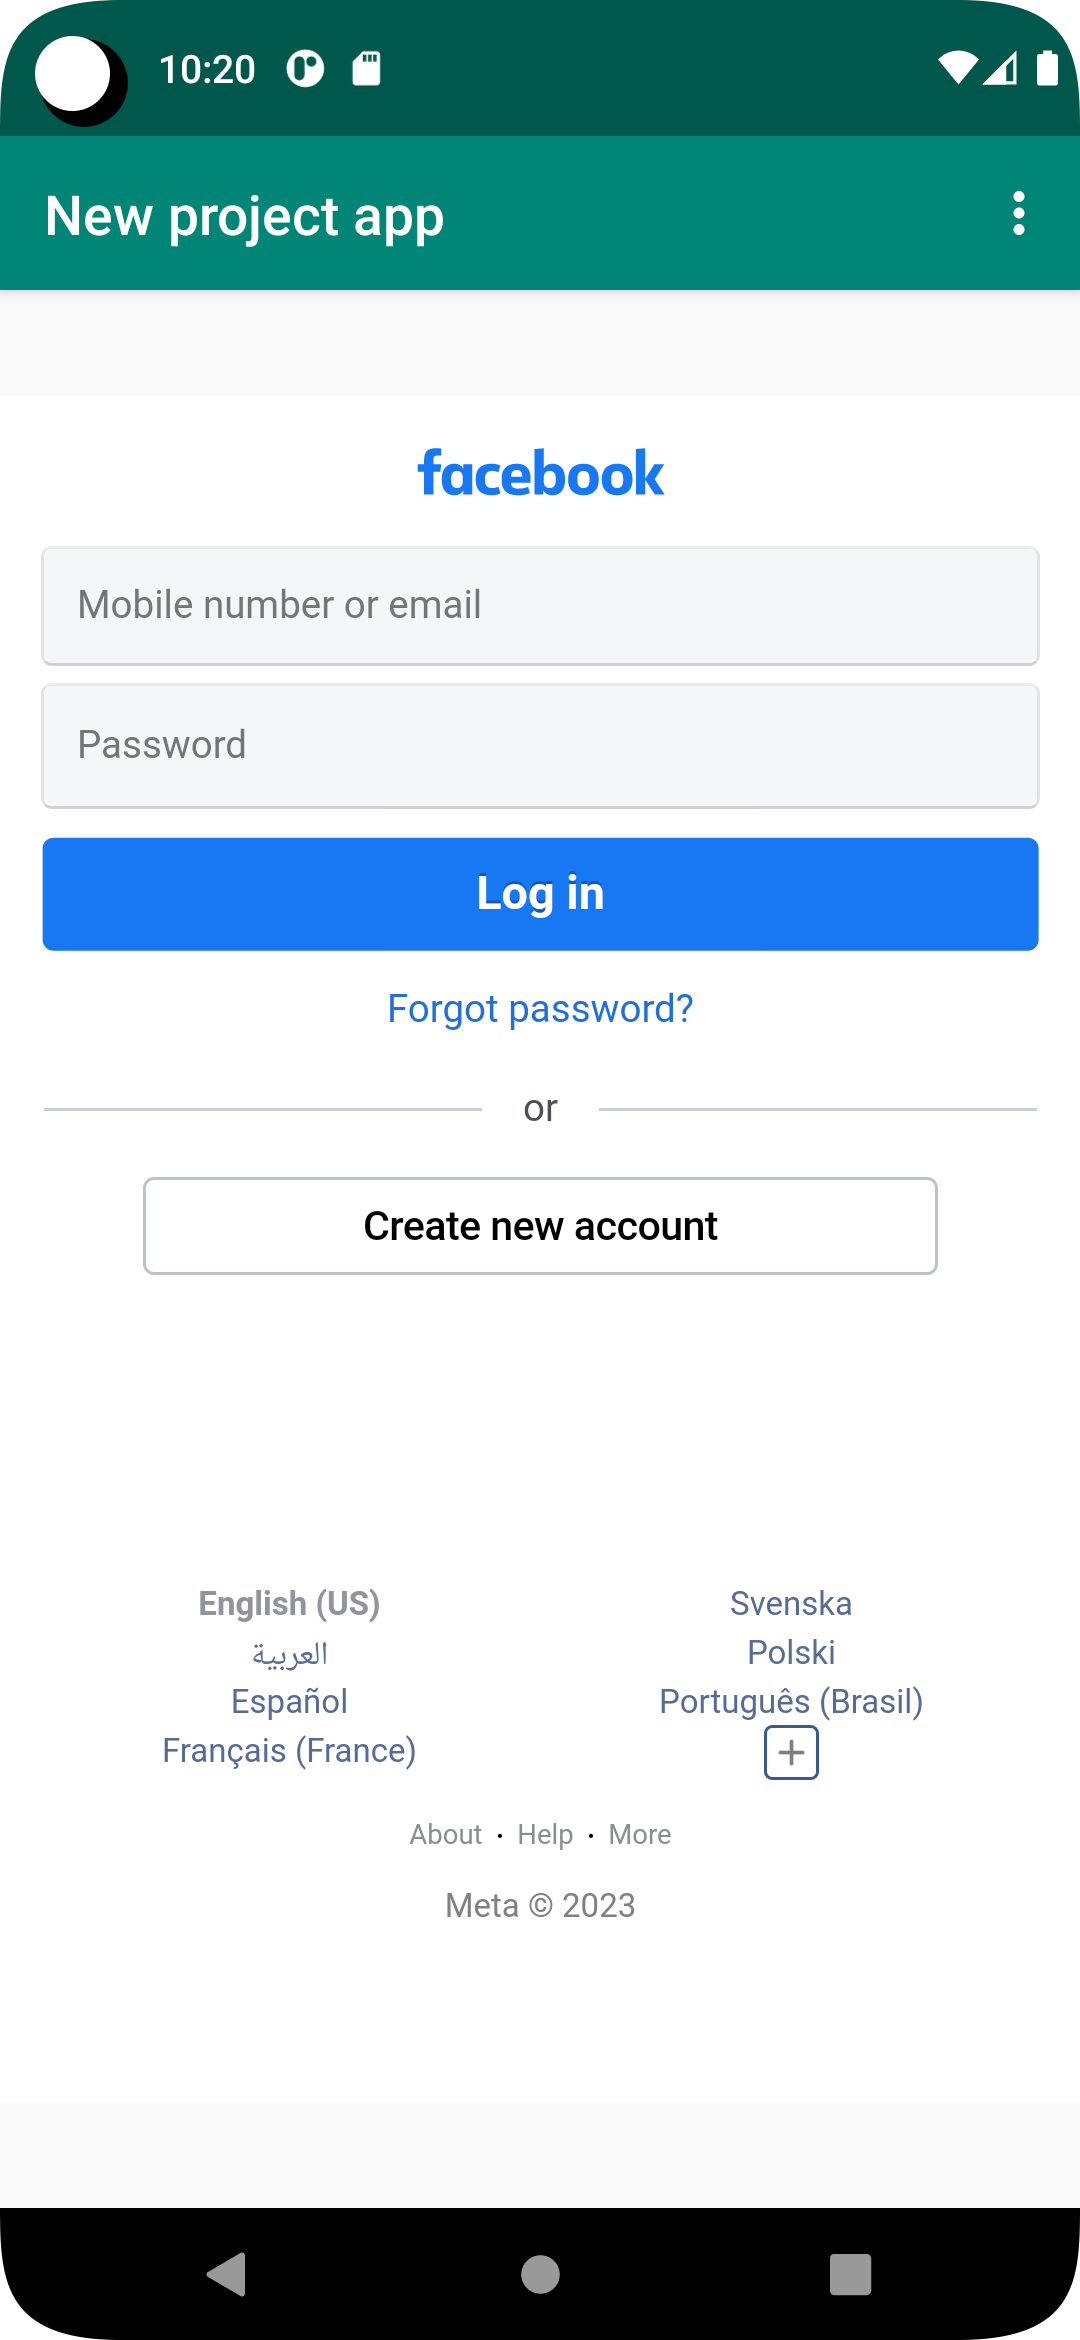 10:20
New project app
facebook
Mobile number or email
Password
Log in
Forgot password?
or
Create new account
English (US)
العربية
Español
Français (France)
Svenska
Polski
Português (Brasil)
About · Help · More
Meta © 2023